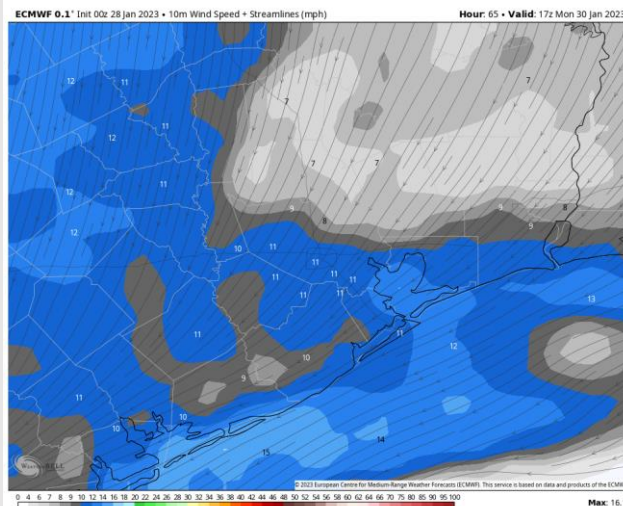 ECMWF 0.1° Init 00z 28 Jan 2023 • 10m Wind Speed + Streamlines (mph)
Hour: 65 • Valid: 17z Mon 30 Jan 2023
12 11 7
7
12 11
7 7
11
12
9 8 9 8
9
12
10 11
11
11 11 11
11 11 13
11 11
12
10
9
11
10
10
14
15
WeatherBELL
© 2023 European Centre for Medium-Range Weather Forecasts (ECMWF). This service is based on data and products of the ECMW
0 4 6 7 8 9 10 12 14 16 18 20 22 24 26 28 30 32 34 36 38 40 42 44 46 48 50 52 54 56 58 60 65 70 75 80 85 90 95 100
Max: 16.